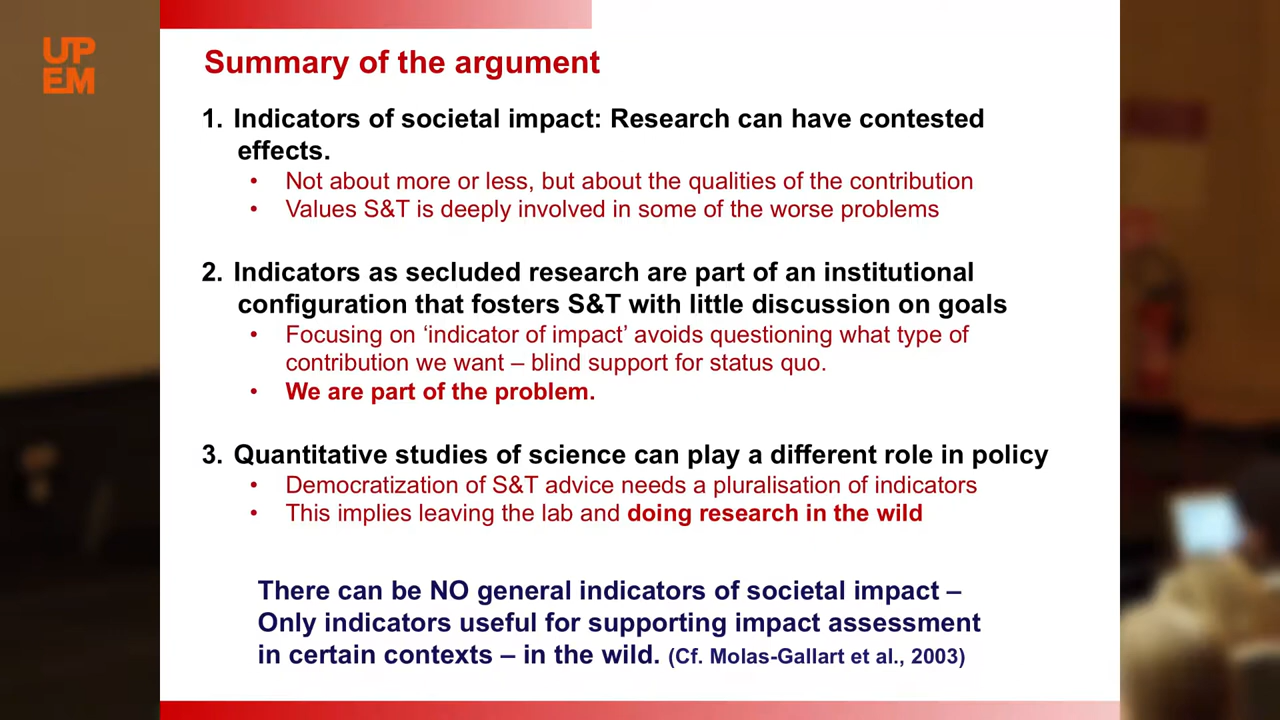 UP
EM
Summary of the argument
1. Indicators of societal impact: Research can have contested
effects.
• Not about more or less, but about the qualities of the contribution
• Values S&T is deeply involved in some of the worse problems
2. Indicators as secluded research are part of an institutional
configuration that fosters S&T with little discussion on goals
• Focusing on ‘indicator of impact’ avoids questioning what type of
contribution we want – blind support for status quo.
• We are part of the problem.
3. Quantitative studies of science can play a different role in policy
• Democratization of S&T advice needs a pluralisation of indicators
• This implies leaving the lab and doing research in the wild
There can be NO general indicators of societal impact –
Only indicators useful for supporting impact assessment
in certain contexts – in the wild. (Cf. Molas-Gallart et al., 2003)